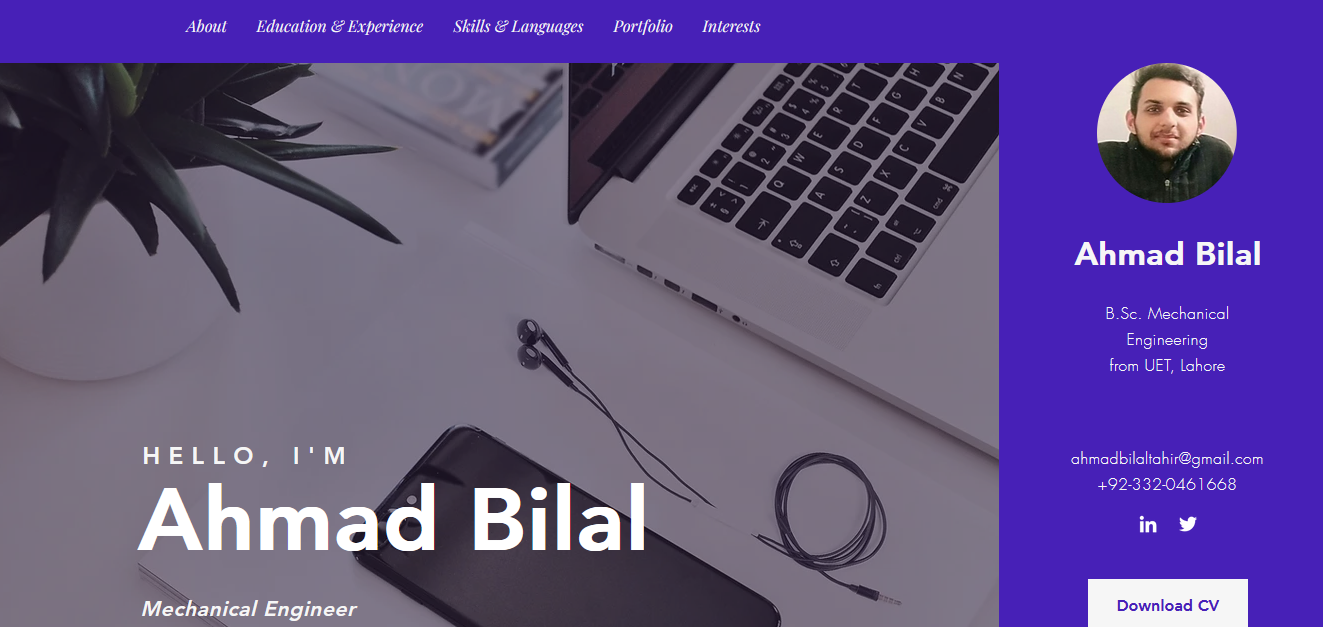 About Education & Experience Skills & Languages Portfolio Interests
HELLO, I'M
Ahmad Bilal
Mechanical Engineer
Ahmad Bilal
B.Sc. Mechanical
Engineering
from UET, Lahore
ahmadbilaltahir@gmail.com
+92-332-0461668
in
Download CV